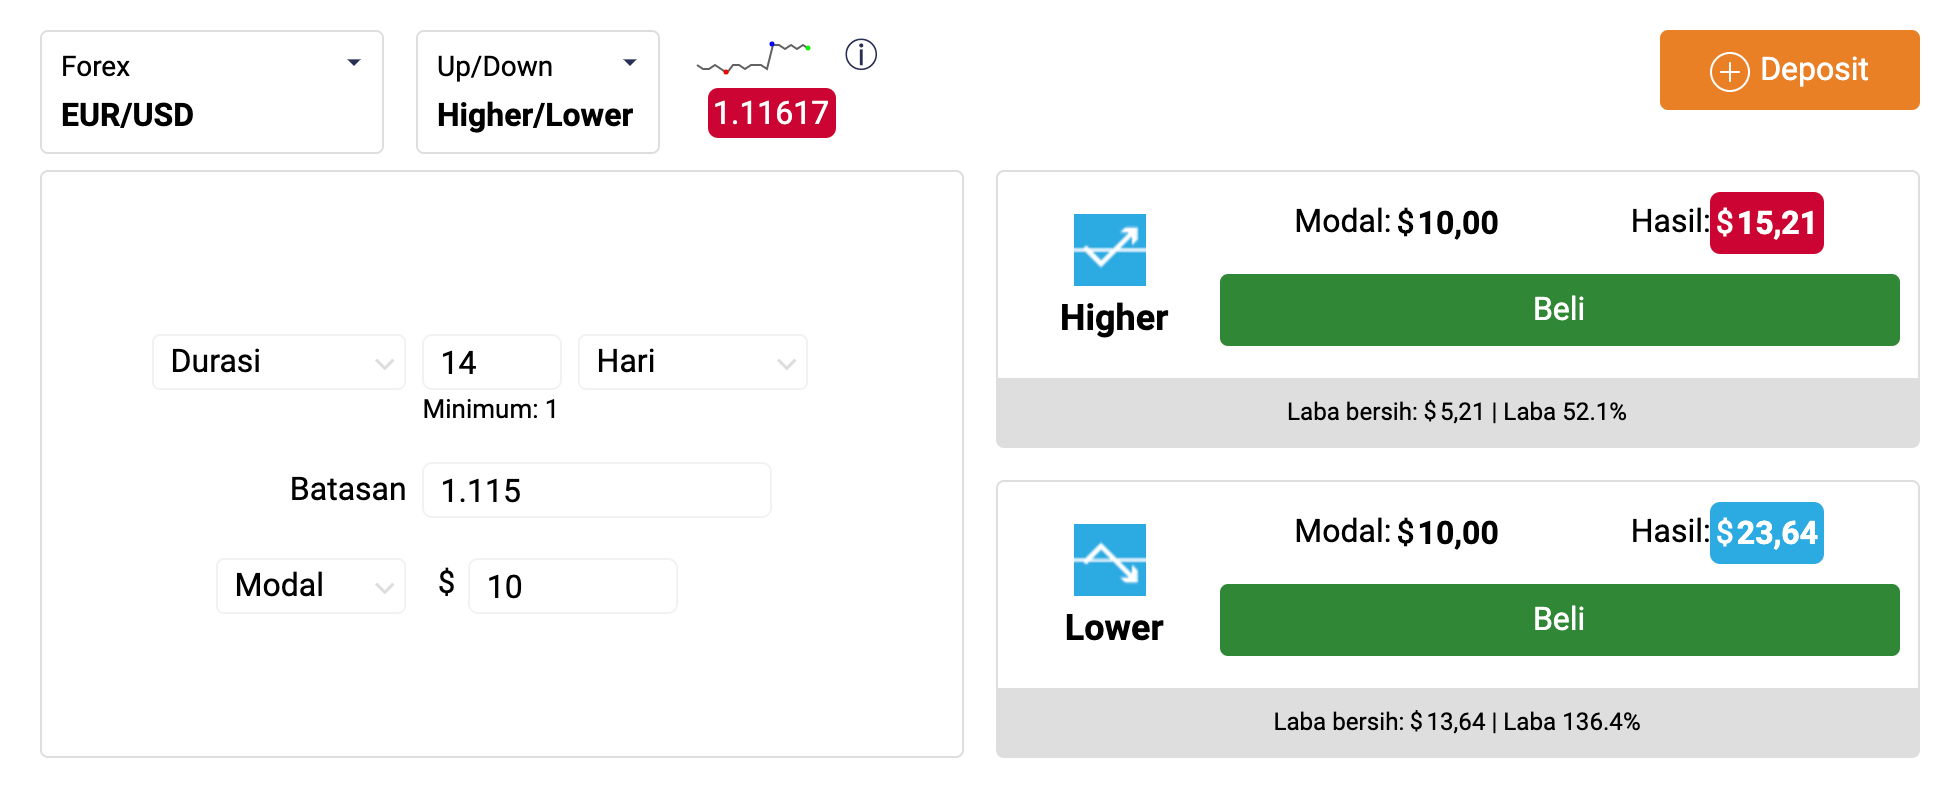 Forex
EUR/USD
Up/Down
Higher/Lower
1.11617
Deposit
Durasi 14 Hari
Minimum: 1
Batasan 1.115
Modal $ 10
Modal: $10,00 Hasil: $15,21
Higher
Beli
Laba bersih: $5,21 | Laba 52.1%
Modal: $10,00 Hasil: $23,64
Lower
Beli
Laba bersih: $13,64 | Laba 136.4%